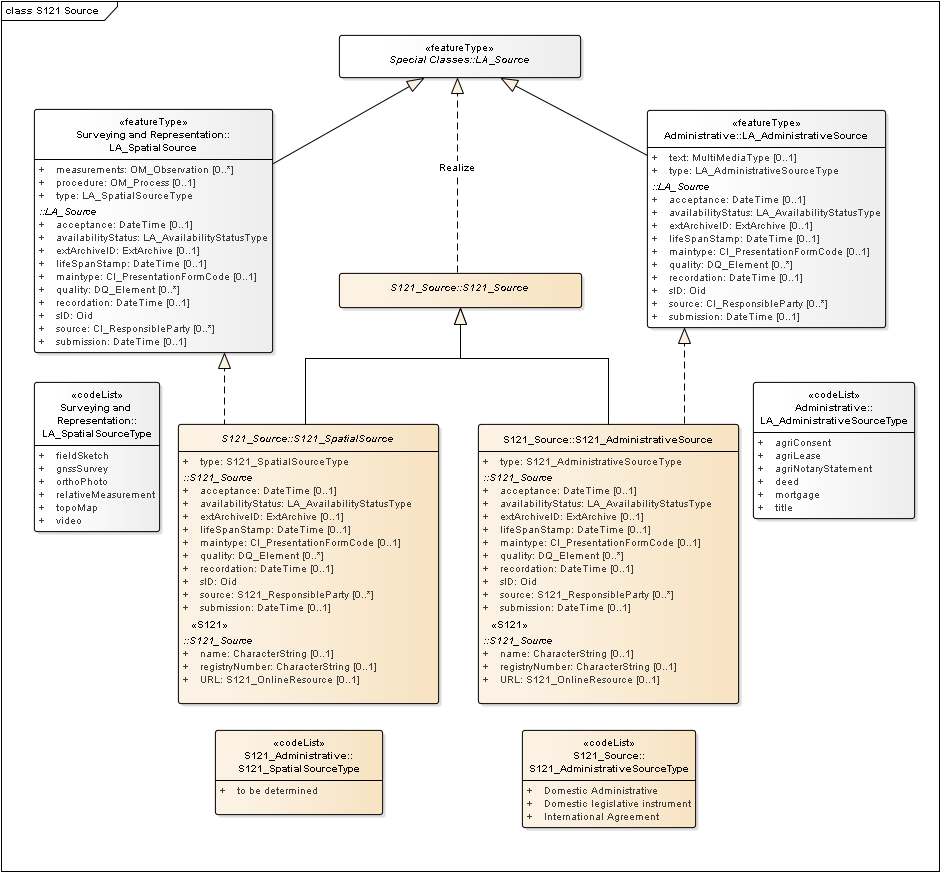 class S121 Source
«featureType»
Special Classes::LA_Source
«featureType»
Surveying and Representation::
LA_SpatialSource
+ measurements: OM_Observation [0..*]
+ procedure: OM_Process [0..1]
+ type: LA_SpatialSourceType
::LA_Source
+ acceptance: DateTime [0..1]
+ availabilityStatus: LA_AvailabilityStatusType
+ extArchiveID: ExtArchive [0..1]
+ lifeSpanStamp: DateTime [0..1]
+ maintype: CI_PresentationFormCode [0..1]
+ quality: DQ_Element [0..*]
+ recordation: DateTime [0..1]
+ sID: Oid
+ source: CI_ResponsibleParty [0..*]
+ submission: DateTime [0..1]
«featureType»
Administrative::LA_AdministrativeSource
+ text: MultiMediaType [0..1]
+ type: LA_AdministrativeSourceType
::LA_Source
+ acceptance: DateTime [0..1]
+ availabilityStatus: LA_AvailabilityStatusType
+ extArchiveID: ExtArchive [0..1]
+ lifeSpanStamp: DateTime [0..1]
+ maintype: CI_PresentationFormCode [0..1]
+ quality: DQ_Element [0..*]
+ recordation: DateTime [0..1]
+ sID: Oid
+ source: CI_ResponsibleParty [0..*]
+ submission: DateTime [0..1]
Realize
S121_Source::S121_Source
«codeList»
Surveying and
Representation::
LA_SpatialSourceType
+ fieldSketch
+ gnssSurvey
+ orthoPhoto
+ relativeMeasurement
+ topoMap
+ video
S121_Source::S121_SpatialSource
+ type: S121_SpatialSourceType
::S121_Source
+ acceptance: DateTime [0..1]
+ availabilityStatus: LA_AvailabilityStatusType
+ extArchiveID: ExtArchive [0..1]
+ lifeSpanStamp: DateTime [0..1]
+ maintype: CI_PresentationFormCode [0..1]
+ quality: DQ_Element [0..*]
+ recordation: DateTime [0..1]
+ sID: Oid
+ source: S121_ResponsibleParty [0..*]
+ submission: DateTime [0..1]
«S121»
::S121_Source
+ name: CharacterString [0..1]
+ registryNumber: CharacterString [0..1]
+ URL: S121_OnlineResource [0..1]
S121_Source::S121_AdministrativeSource
+ type: S121_AdministrativeSourceType
::S121_Source
+ acceptance: DateTime [0..1]
+ availabilityStatus: LA_AvailabilityStatusType
+ extArchiveID: ExtArchive [0..1]
+ lifeSpanStamp: DateTime [0..1]
+ maintype: CI_PresentationFormCode [0..1]
+ quality: DQ_Element [0..*]
+ recordation: DateTime [0..1]
+ sID: Oid
+ source: S121_ResponsibleParty [0..*]
+ submission: DateTime [0..1]
«S121»
::S121_Source
+ name: CharacterString [0..1]
+ registryNumber: CharacterString [0..1]
+ URL: S121_OnlineResource [0..1]
«codeList»
Administrative::
LA_AdministrativeSourceType
+ agriConsent
+ agriLease
+ agriNotaryStatement
+ deed
+ mortgage
+ title
«codeList»
S121_Administrative::
S121_SpatialSourceType
+ to be determined
«codeList»
S121_Source::
S121_AdministrativeSourceType
+ Domestic Administrative
+ Domestic legislative instrument
+ International Agreement